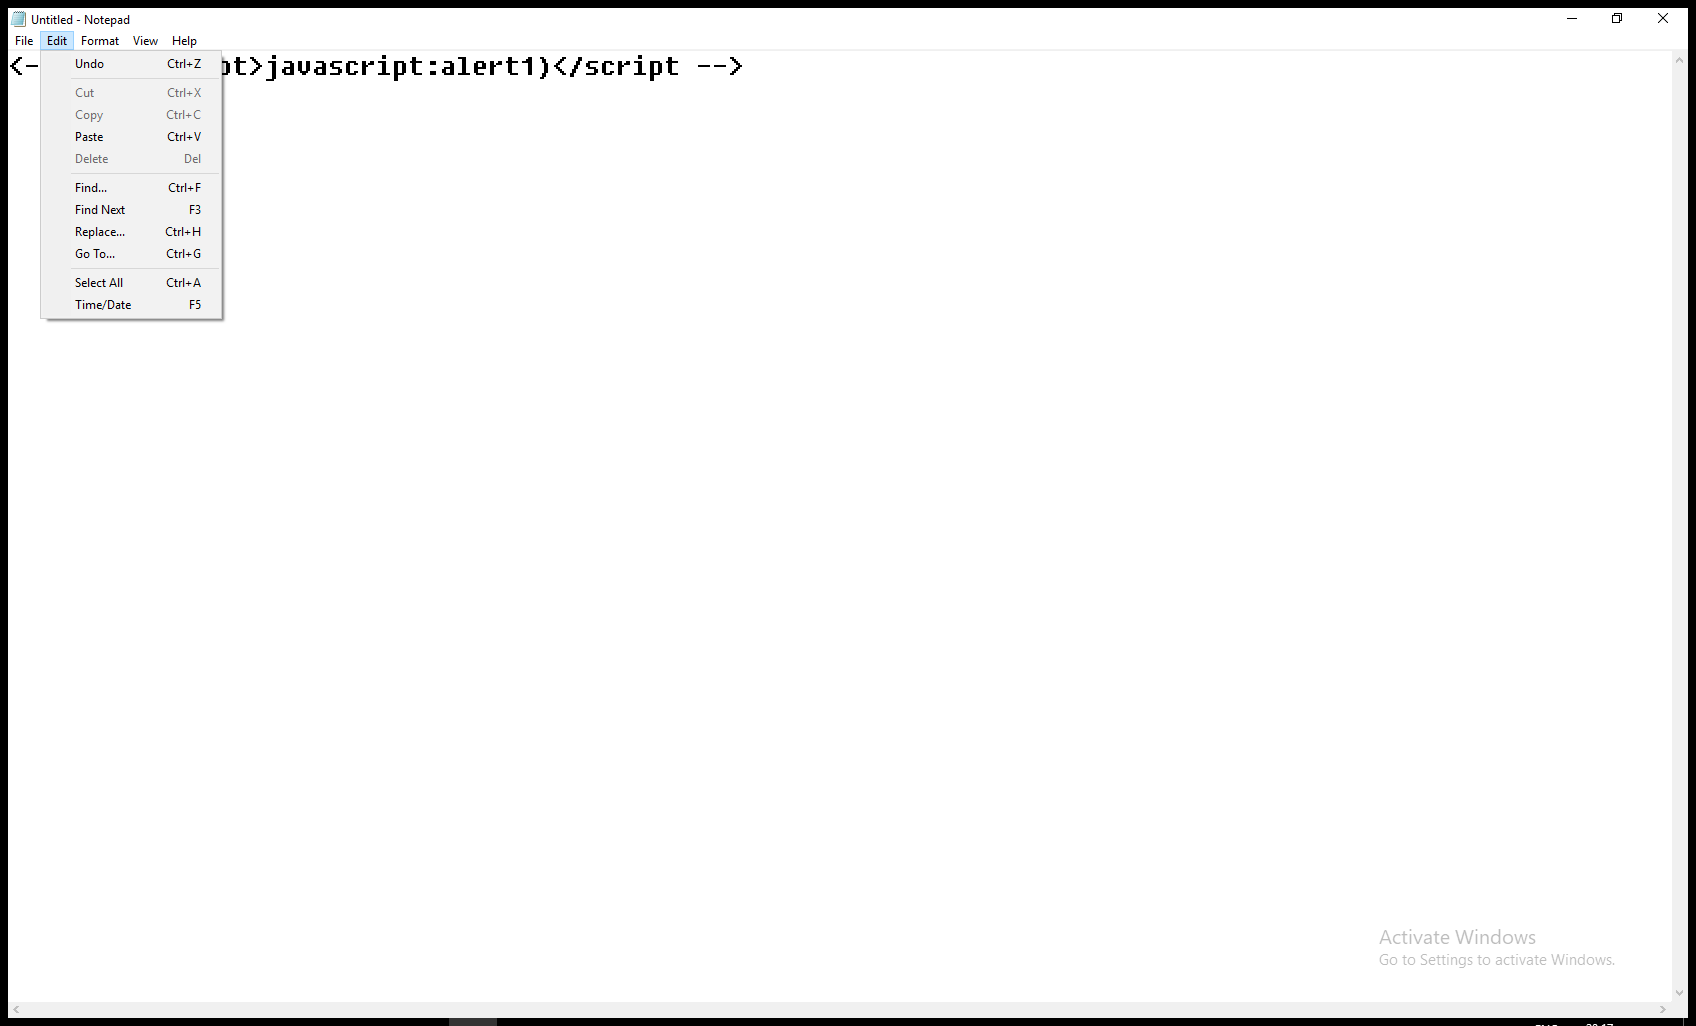 Untitled - Notepad
File Edit Format View Help
<- pt>javascript:alert1)</script -->
Undo Ctrl+Z
Cut Ctrl+X
Copy Ctrl+C
Paste Ctrl+V
Delete Del
Find... Ctrl+F
Find Next F3
Replace... Ctrl+H
Go To... Ctrl+G
Select All Ctrl+A
Time/Date F5
Activate Windows
Go to Settings to activate Windows.